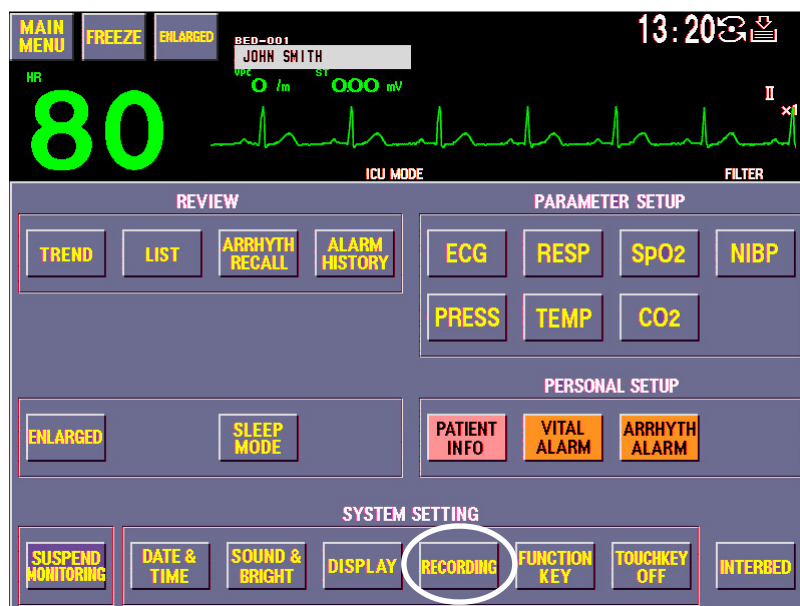 MAIN MENU
FREEZE
ENLARGED
BED-001
JOHN SMITH
13:20
HR
80
VPC 0 /m
ST 0.00 mV
II
×1
ICU MODE
FILTER
REVIEW
TREND
LIST
ARRHYTH RECALL
ALARM HISTORY
PARAMETER SETUP
ECG
RESP
SpO2
NIBP
PRESS
TEMP
CO2
ENLARGED
SLEEP MODE
PERSONAL SETUP
PATIENT INFO
VITAL ALARM
ARRHYTH ALARM
SYSTEM SETTING
SUSPEND MONITORING
DATE & TIME
SOUND & BRIGHT
DISPLAY
RECORDING
FUNCTION KEY
TOUCHKEY OFF
INTERBED